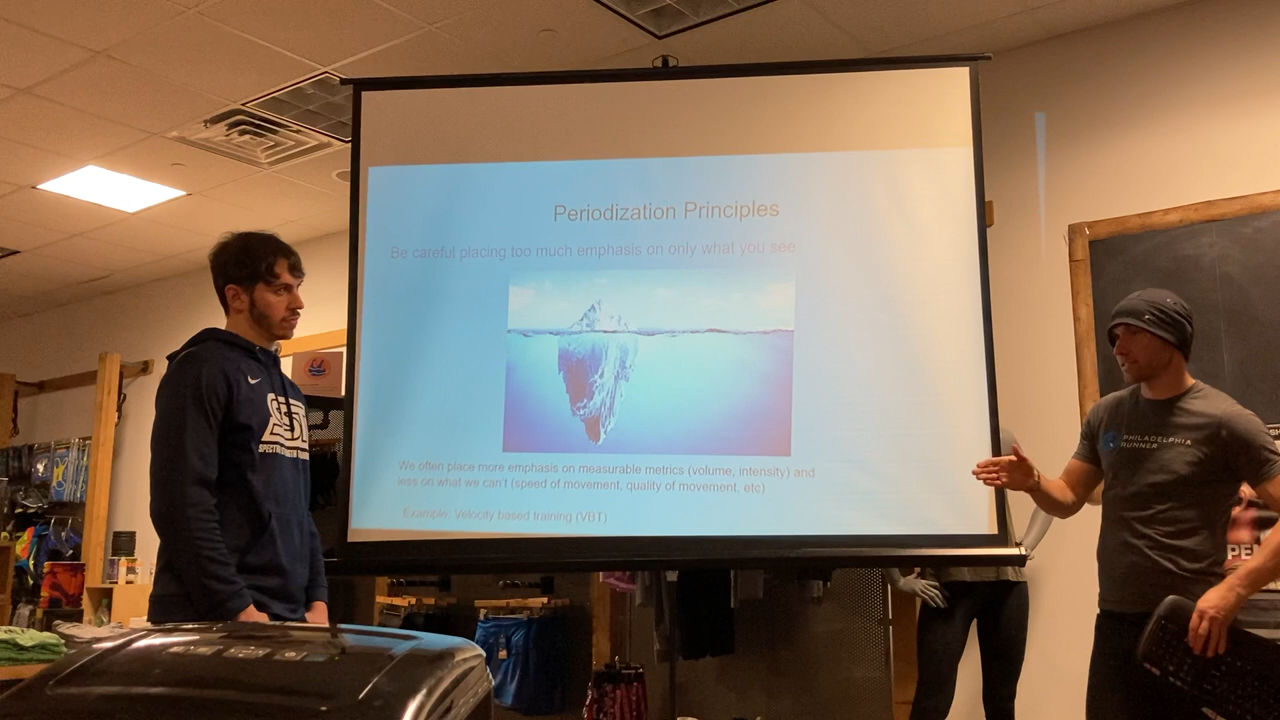 Periodization Principles
Be careful placing too much emphasis on only what you see
We often place more emphasis on measurable metrics (volume, intensity) and
less on what we can't (speed of movement, quality of movement, etc)
Example: Velocity based training (VBT)
PHILADELPHIA
RUNNER